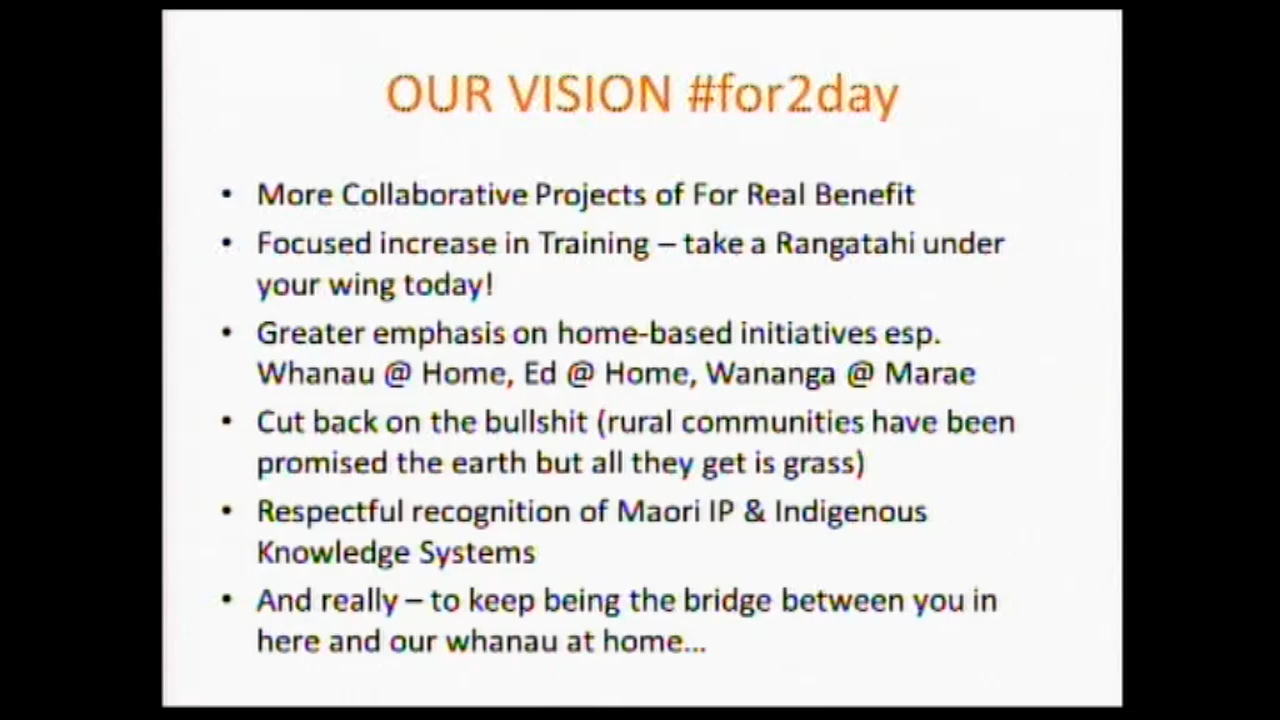 OUR VISION #for2day
• More Collaborative Projects of For Real Benefit
• Focused increase in Training – take a Rangatahi under
your wing today!
• Greater emphasis on home-based initiatives esp.
Whanau @ Home, Ed @ Home, Wananga @ Marae
• Cut back on the bullshit (rural communities have been
promised the earth but all they get is grass)
• Respectful recognition of Maori IP & Indigenous
Knowledge Systems
• And really – to keep being the bridge between you in
here and our whanau at home...